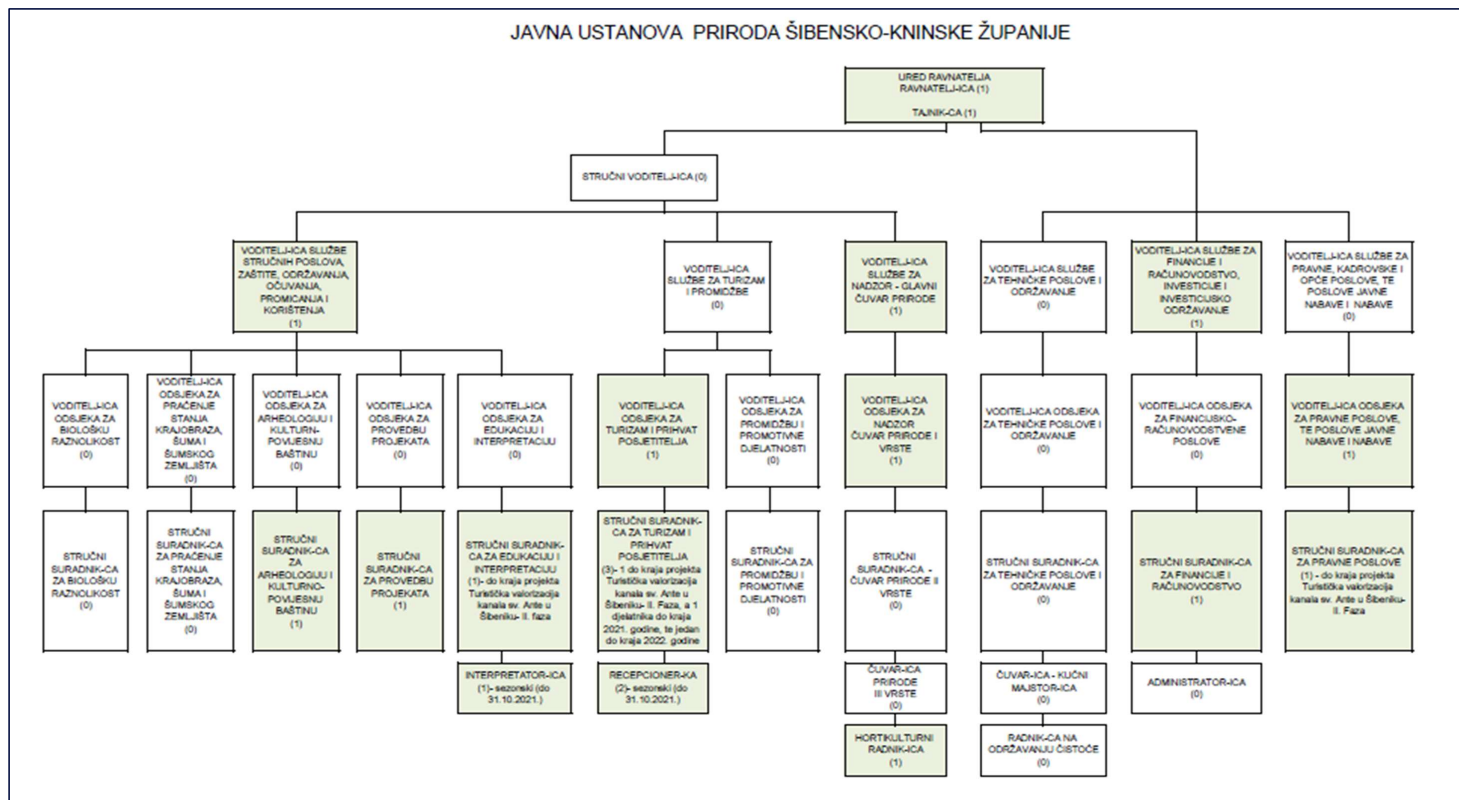 JAVNA USTANOVA PRIRODA ŠIBENSKO-KNINSKE ŽUPANIJE
URED RAVNATELJA
RAVNATELJ-ICA (1)
TAJNIK-CA (1)
STRUČNI VODITELJ-ICA (0)
VODITELJ-ICA SLUŽBE
STRUČNIH POSLOVA,
ZAŠTITE, ODRŽAVANJA,
OČUVANJA,
PROMICANJA I
KORIŠTENJA
(1)
VODITELJ-ICA
SLUŽBE ZA TURIZAM
I PROMIDŽBE
(0)
VODITELJ-ICA
SLUŽBE ZA
NADZOR - GLAVNI
ČUVAR PRIRODE
(1)
VODITELJ-ICA SLUŽBE
ZA TEHNIČKE POSLOVE I
ODRŽAVANJE
(0)
VODITELJ-ICA SLUŽBE ZA
FINANCIJE I
RAČUNOVODSTVO,
INVESTICIJE I
INVESTICIJSKO
ODRŽAVANJE
(1)
VODITELJ-ICA SLUŽBE ZA
PRAVNE, KADROVSKE I
OPĆE POSLOVE, TE
POSLOVE JAVNE
NABAVE I NABAVE
(0)
VODITELJ-ICA
ODSJEKA ZA
BIOLOŠKU
RAZNOLIKOST
(0)
VODITELJ-ICA
ODSJEKA ZA
PRAĆENJE
STANJA
KRAJOBRAZA,
ŠUMA I
ŠUMSKOG
ZEMLJIŠTA
(0)
VODITELJ-ICA
ODSJEKA ZA
ARHEOLOGIJU I
KULTURN-
POVIJESNU
BAŠTINU
(0)
VODITELJ-ICA
ODSJEKA ZA
PROVEDBU
PROJEKATA
(0)
VODITELJ-ICA
ODSJEKA ZA
EDUKACIJU I
INTERPRETACIJU
(0)
VODITELJ-ICA
ODSJEKA ZA
TURIZAM I PRIHVAT
POSJETITELJA
(1)
VODITELJ-ICA
ODSJEKA ZA
PROMIDŽBU I
PROMOTIVNE
DJELATNOSTI
(0)
VODITELJ-ICA
ODSJEKA ZA
NADZOR
ČUVAR PRIRODE I
VRSTE
(1)
VODITELJ-ICA ODSJEKA
ZA TEHNIČKE POSLOVE I
ODRŽAVANJE
(0)
VODITELJ-ICA ODSJEKA
ZA FINANCIJSKO-
RAČUNOVODSTVENE
POSLOVE
(0)
VODITELJ-ICA ODSJEKA
ZA PRAVNE POSLOVE,
TE POSLOVE JAVNE
NABAVE I NABAVE
(1)
STRUČNI
SURADNIK-CA
ZA BIOLOŠKU
RAZNOLIKOST
(0)
STRUČNI
SURADNIK-CA
ZA PRAĆENJE
STANJA
KRAJOBRAZA,
ŠUMA I
ŠUMSKOG
ZEMLJIŠTA
(0)
STRUČNI
SURADNIK-CA
ZA
ARHEOLOGIJU I
KULTURNO-
POVIJESNU
BAŠTINU
(1)
STRUČNI
SURADNIK-CA
ZA PROVEDBU
PROJEKATA
(1)
STRUČNI SURADNIK-
CA ZA EDUKACIJU I
INTERPRETACIJU
(1)- do kraja projekta
Turistička valorizacija
kanala sv. Ante u
Šibeniku- II. faza
STRUČNI SURADNIK-
CA ZA TURIZAM I
PRIHVAT
POSJETITELJA
(3)- 1 do kraja projekta
Turistička valorizacija
kanala sv. Ante u
Šibeniku- II. Faza, a 1
djelatnika do kraja
2021. godine, te jedan
do kraja 2022. godine
STRUČNI
SURADNIK-CA ZA
PROMIDŽBU I
PROMOTIVNE
DJELATNOSTI
(0)
STRUČNI
SURADNIK-CA -
ČUVAR PRIRODE II
VRSTE
(0)
STRUČNI SURADNIK-CA
ZA TEHNIČKE POSLOVE I
ODRŽAVANJE
(0)
STRUČNI SURADNIK-CA
ZA FINANCIJE I
RAČUNOVODSTVO
(1)
STRUČNI SURADNIK-CA
ZA PRAVNE POSLOVE
(1) - do kraja projekta
Turistička valorizacija
kanala sv. Ante u Šibeniku-
II. Faza
INTERPRETATOR-ICA
(1)- sezonski (do
31.10.2021.)
RECEPCIONER-KA
(2)- sezonski (do
31.10.2021.)
ČUVAR-ICA
PRIRODE
III VRSTE
(0)
ČUVAR-ICA - KUĆNI
MAJSTOR-ICA
(0)
ADMINISTRATOR-ICA
(0)
HORTIKULTURNI
RADNIK-ICA
(1)
RADNIK-CA NA
ODRŽAVANJU ČISTOĆE
(0)